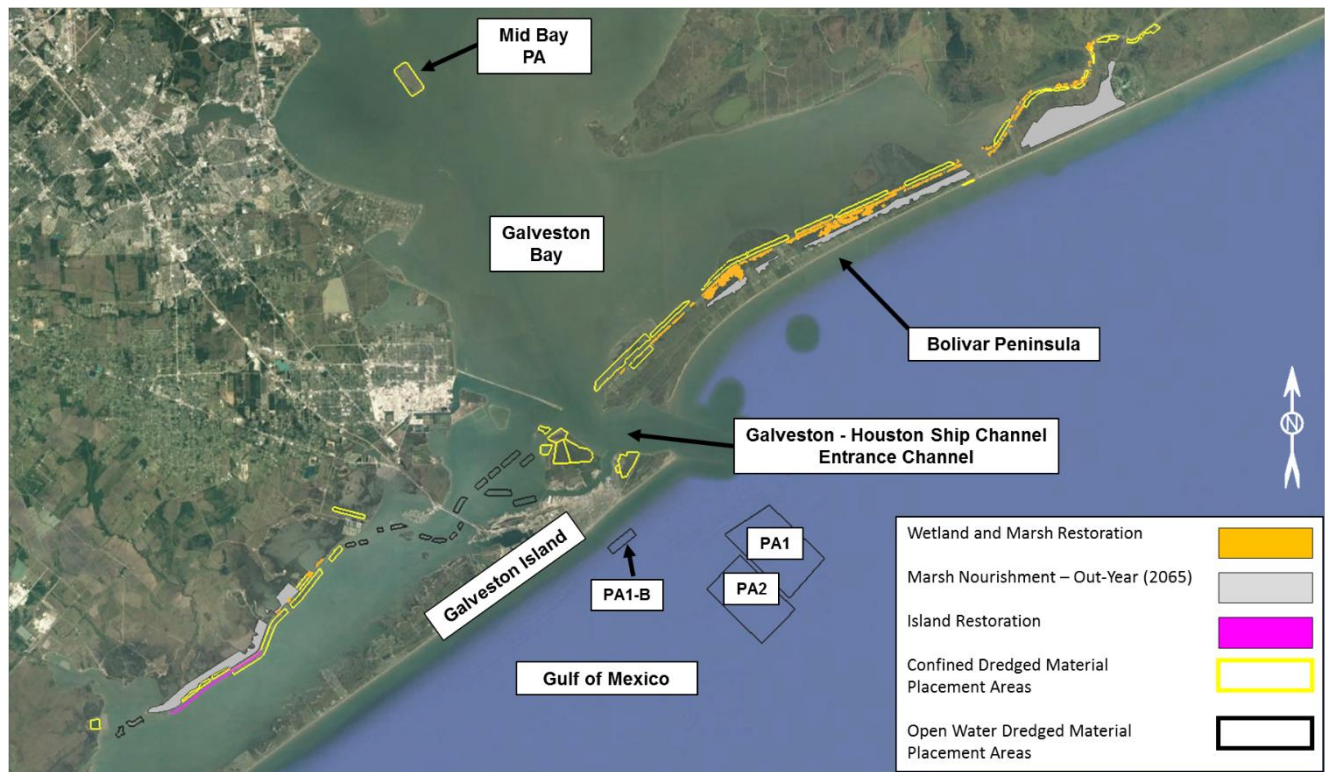 Mid Bay
PA
Galveston
Bay
Bolivar Peninsula
Galveston - Houston Ship Channel
Entrance Channel
N
Galveston Island
PA1
PA2
PA1-B
Gulf of Mexico
Wetland and Marsh Restoration
Marsh Nourishment – Out-Year (2065)
Island Restoration
Confined Dredged Material
Placement Areas
Open Water Dredged Material
Placement Areas